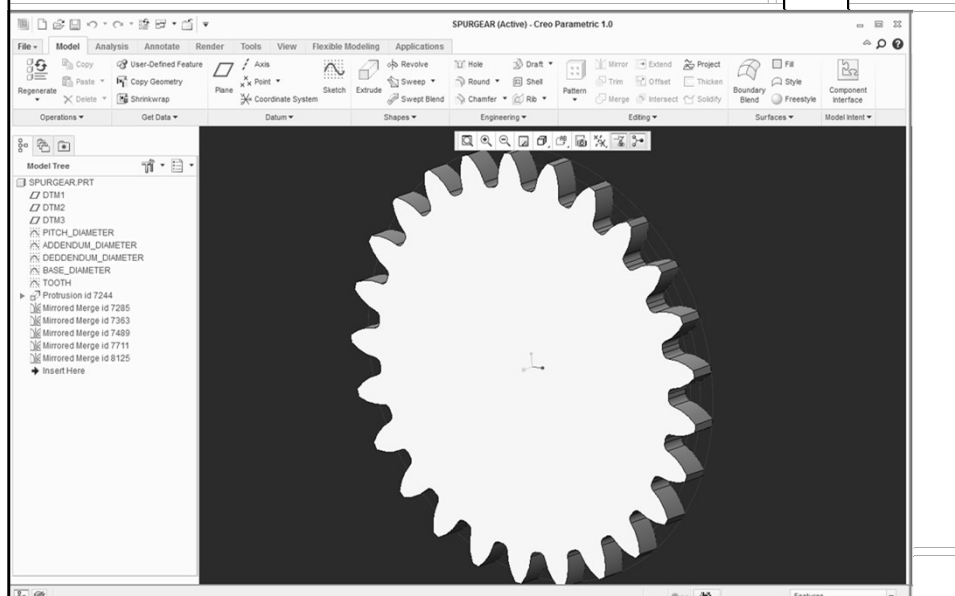 SPURGEAR (Active) - Creo Parametric 1.0
File Model Analysis Annotate Render Tools View Flexible Modeling Applications
Copy User-Defined Feature Axis Revolve Hole Draft Mirror Extend Project Fill
Regenerate Paste Copy Geometry Plane Point Sketch Extrude Sweep Round Shell Pattern Trim Offset Thicken Boundary Blend Style Component Interface
Delete Shrinkwrap Coordinate System Swept Blend Chamfer Rib Merge Intersect Solidify Freestyle
Operations Get Data Datum Shapes Engineering Editing Surfaces Model Intent
Model Tree
SPURGEAR.PRT
DTM1
DTM2
DTM3
PITCH_DIAMETER
ADDENDUM_DIAMETER
DEDDENDUM_DIAMETER
BASE_DIAMETER
TOOTH
Protrusion id 7244
Mirrored Merge id 7285
Mirrored Merge id 7363
Mirrored Merge id 7489
Mirrored Merge id 7711
Mirrored Merge id 8125
Insert Here